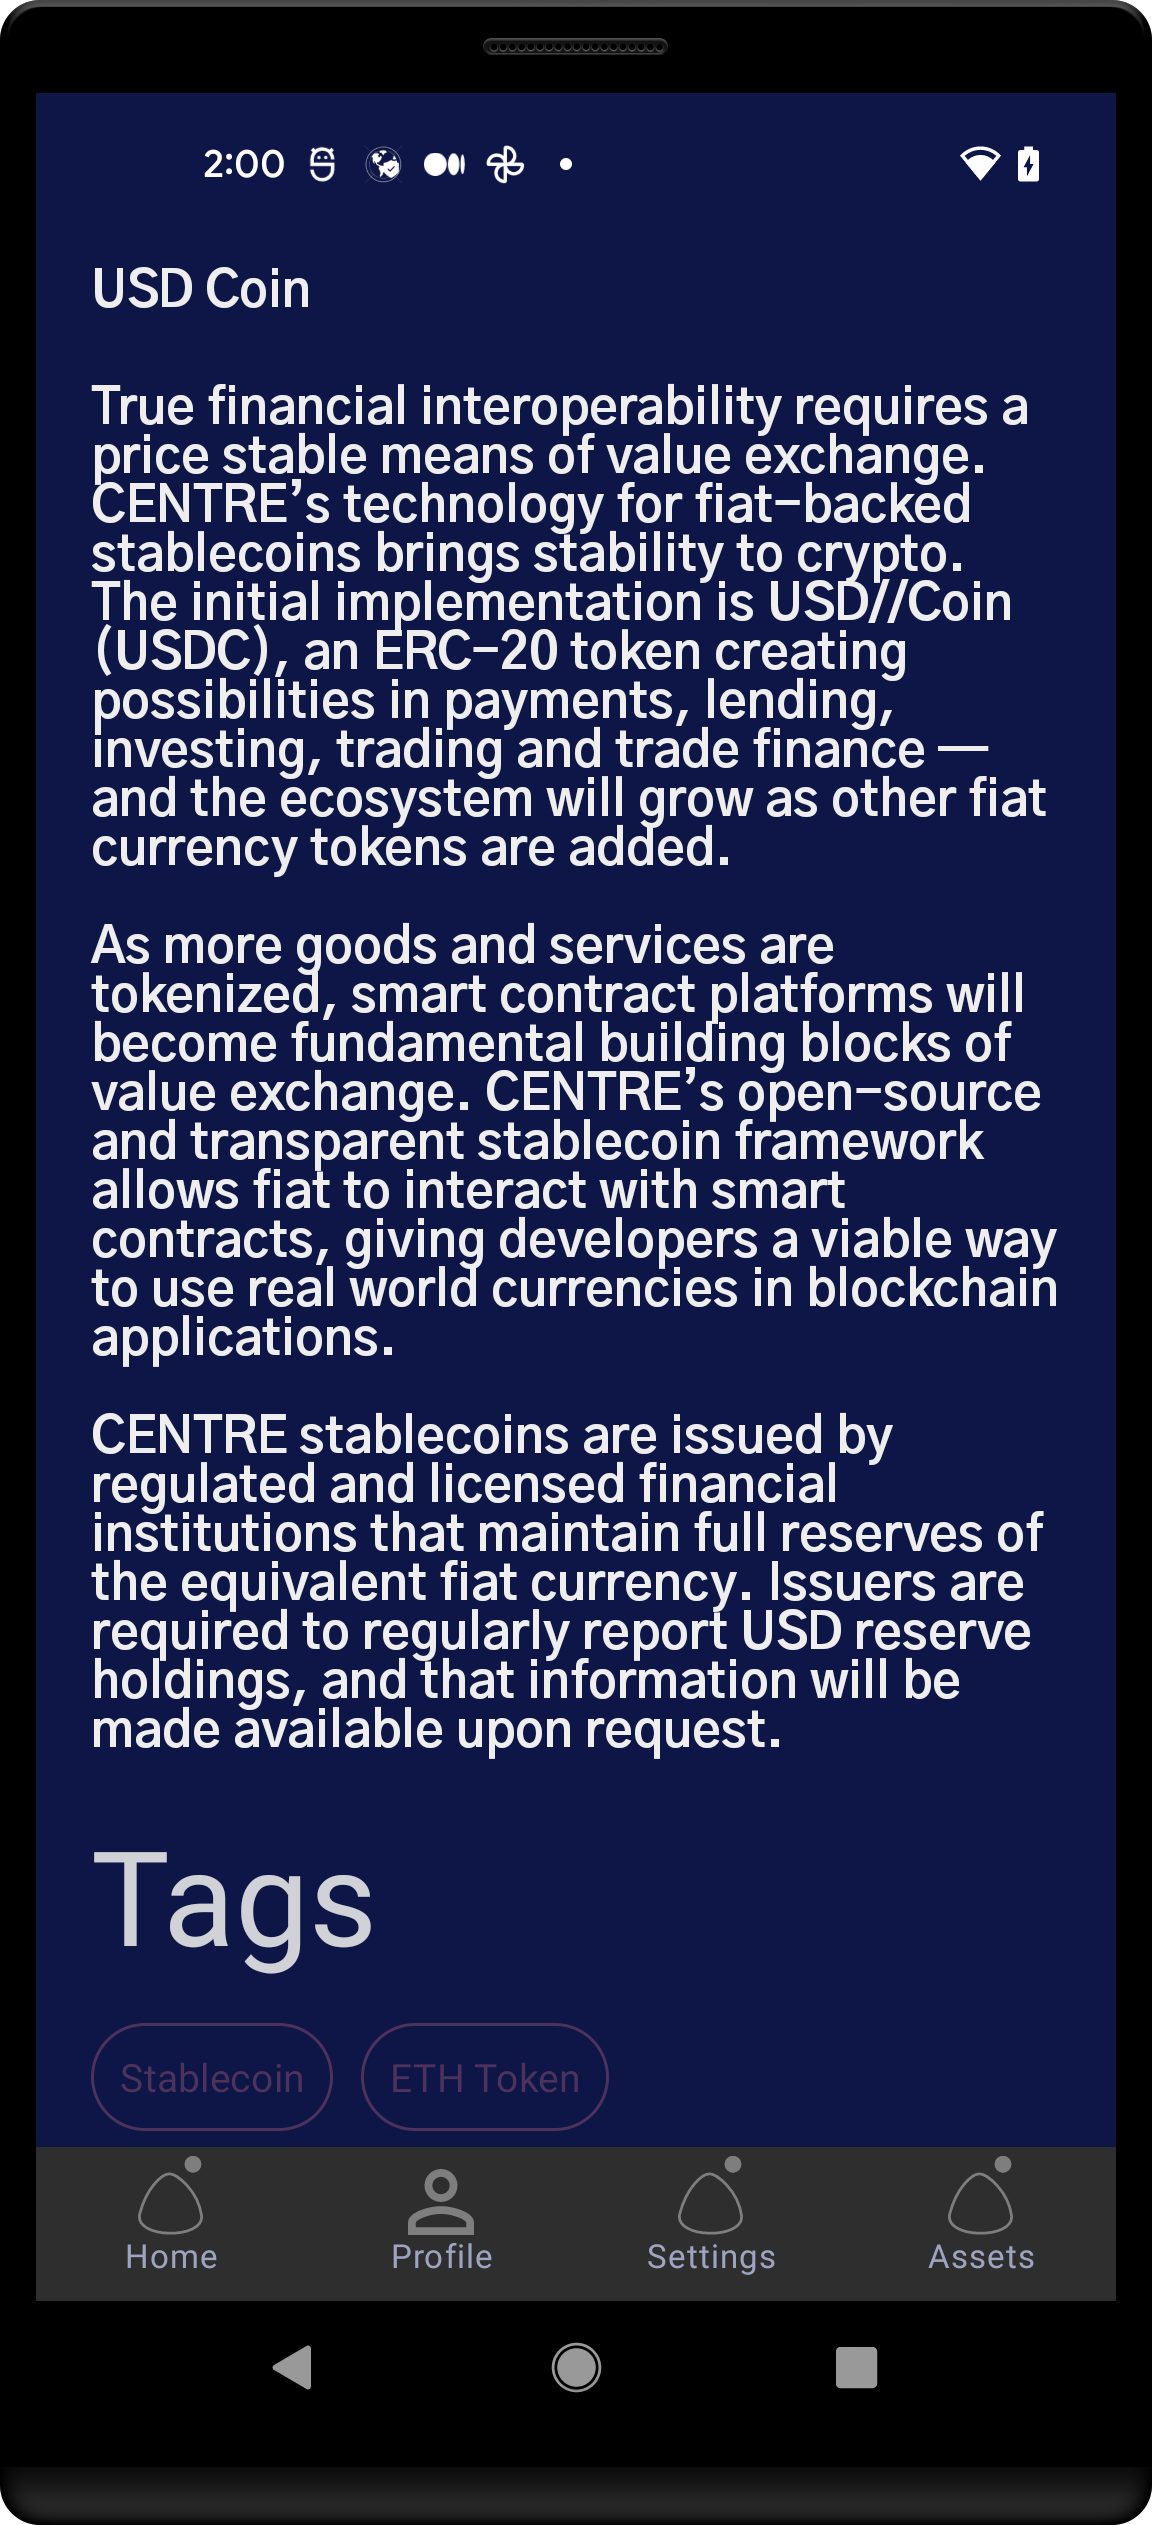 2:00
USD Coin
True financial interoperability requires a
price stable means of value exchange.
CENTRE’s technology for fiat-backed
stablecoins brings stability to crypto.
The initial implementation is USD//Coin
(USDC), an ERC-20 token creating
possibilities in payments, lending,
investing, trading and trade finance —
and the ecosystem will grow as other fiat
currency tokens are added.
As more goods and services are
tokenized, smart contract platforms will
become fundamental building blocks of
value exchange. CENTRE’s open-source
and transparent stablecoin framework
allows fiat to interact with smart
contracts, giving developers a viable way
to use real world currencies in blockchain
applications.
CENTRE stablecoins are issued by
regulated and licensed financial
institutions that maintain full reserves of
the equivalent fiat currency. Issuers are
required to regularly report USD reserve
holdings, and that information will be
made available upon request.
Tags
Stablecoin ETH Token
Home Profile Settings Assets